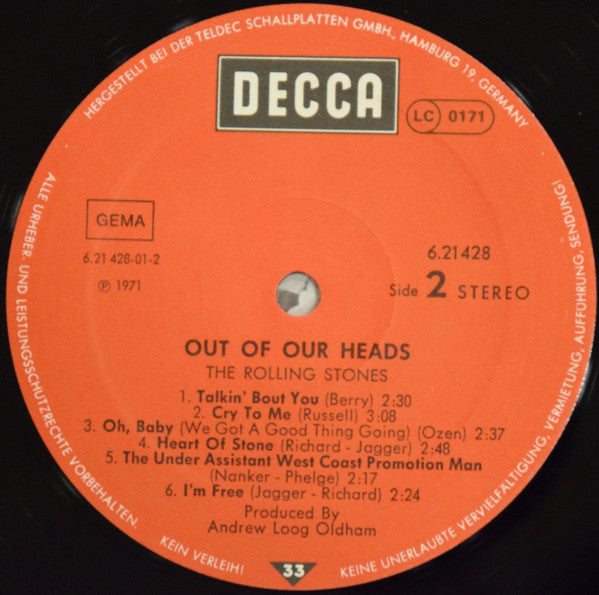 HERGESTELLT BEI DER TELDEC SCHALLPLATTEN GMBH., HAMBURG 19, GERMANY
DECCA
LC 0171
GEMA
6.21428-01-2
℗ 1971
6.21428
Side 2 STEREO
OUT OF OUR HEADS
THE ROLLING STONES
1. Talkin' Bout You (Berry) 2:30
2. Cry To Me (Russell) 3:08
3. Oh, Baby (We Got A Good Thing Going) (Ozen) 2:37
4. Heart Of Stone (Richard - Jagger) 2:48
5. The Under Assistant West Coast Promotion Man
(Nanker - Phelge) 2:17
6. I'm Free (Jagger - Richard) 2:24
Produced By
Andrew Loog Oldham
33
ALLE URHEBER- UND LEISTUNGSSCHUTZRECHTE VORBEHALTEN.
KEIN VERLEIH!
KEINE UNERLAUBTE VERVIELFÄLTIGUNG, VERMIETUNG, AUFFÜHRUNG, SENDUNG!